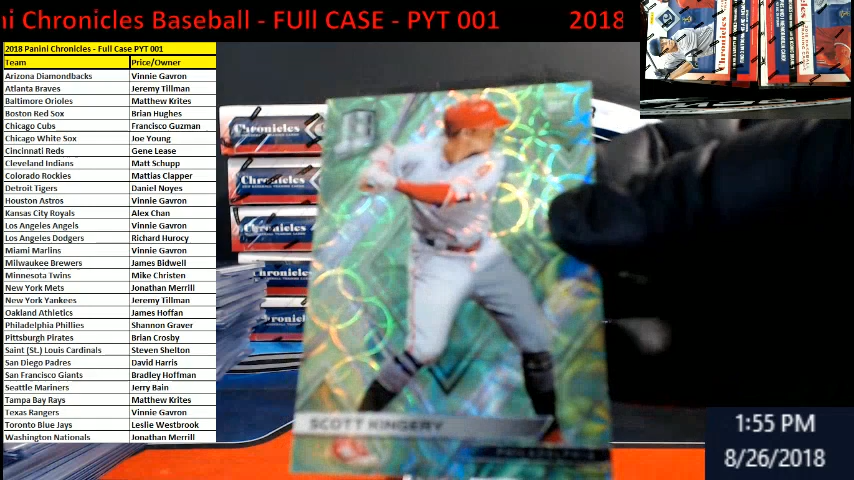 ni Chronicles Baseball - FUll CASE - PYT 001 2018
2018 Panini Chronicles - Full Case PYT 001
Team Price/Owner
Arizona Diamondbacks Vinnie Gavron
Atlanta Braves Jeremy Tillman
Baltimore Orioles Matthew Krites
Boston Red Sox Brian Hughes
Chicago Cubs Francisco Guzman
Chicago White Sox Joe Young
Cincinnati Reds Gene Lease
Cleveland Indians Matt Schupp
Colorado Rockies Mattias Clapper
Detroit Tigers Daniel Noyes
Houston Astros Vinnie Gavron
Kansas City Royals Alex Chan
Los Angeles Angels Vinnie Gavron
Los Angeles Dodgers Richard Hurocy
Miami Marlins Vinnie Gavron
Milwaukee Brewers James Bidwell
Minnesota Twins Mike Christen
New York Mets Jonathan Merrill
New York Yankees Jeremy Tillman
Oakland Athletics James Hoffan
Philadelphia Phillies Shannon Graver
Pittsburgh Pirates Brian Crosby
Saint (St.) Louis Cardinals Steven Shelton
San Diego Padres David Harris
San Francisco Giants Bradley Hoffman
Seattle Mariners Jerry Bain
Tampa Bay Rays Matthew Krites
Texas Rangers Vinnie Gavron
Toronto Blue Jays Leslie Westbrook
Washington Nationals Jonathan Merrill
Chronicles
Chronicles
Chronicles
Chronicles
Chronicles
SCOTT KINGERY
PHILADELPHIA
1:55 PM
8/26/2018